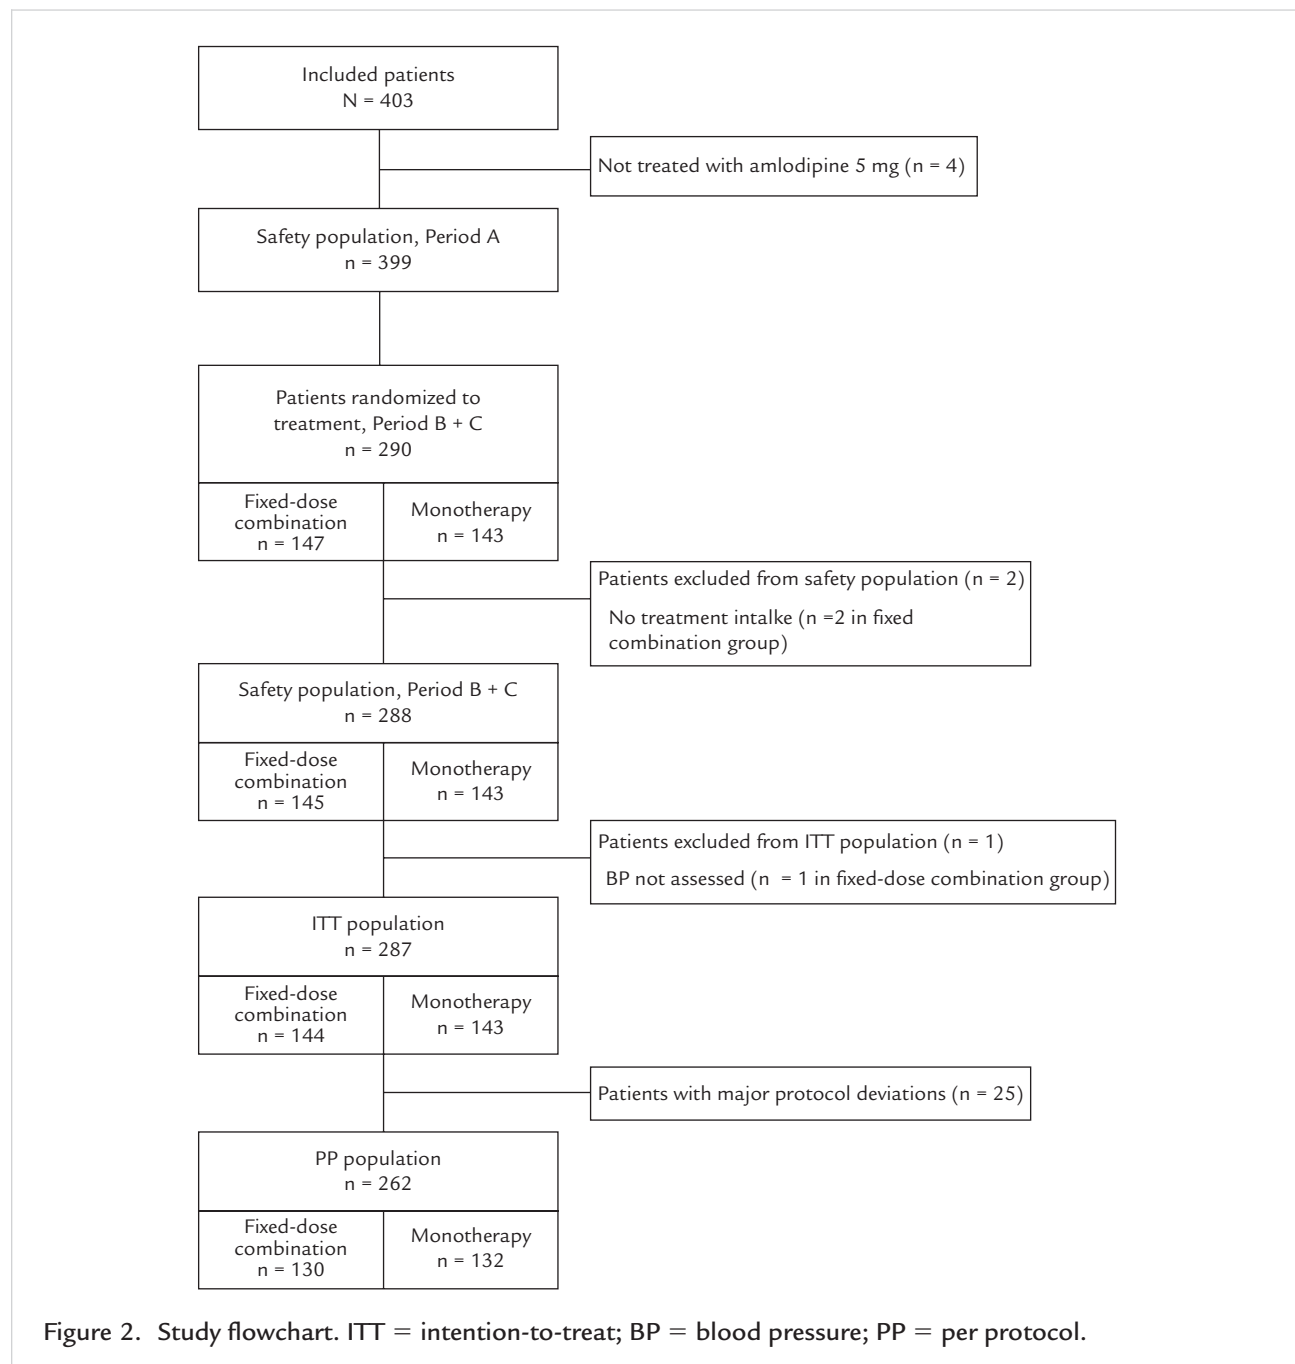 Included patients
N = 403
Not treated with amlodipine 5 mg (n = 4)
Safety population, Period A
n = 399
Patients randomized to
treatment, Period B + C
n = 290
Fixed-dose
combination
n = 147
Monotherapy
n = 143
Patients excluded from safety population (n = 2)
No treatment intalke (n =2 in fixed
combination group)
Safety population, Period B + C
n = 288
Fixed-dose
combination
n = 145
Monotherapy
n = 143
Patients excluded from ITT population (n = 1)
BP not assessed (n = 1 in fixed-dose combination group)
ITT population
n = 287
Fixed-dose
combination
n = 144
Monotherapy
n = 143
Patients with major protocol deviations (n = 25)
PP population
n = 262
Fixed-dose
combination
n = 130
Monotherapy
n = 132
Figure 2. Study flowchart. ITT = intention-to-treat; BP = blood pressure; PP = per protocol.